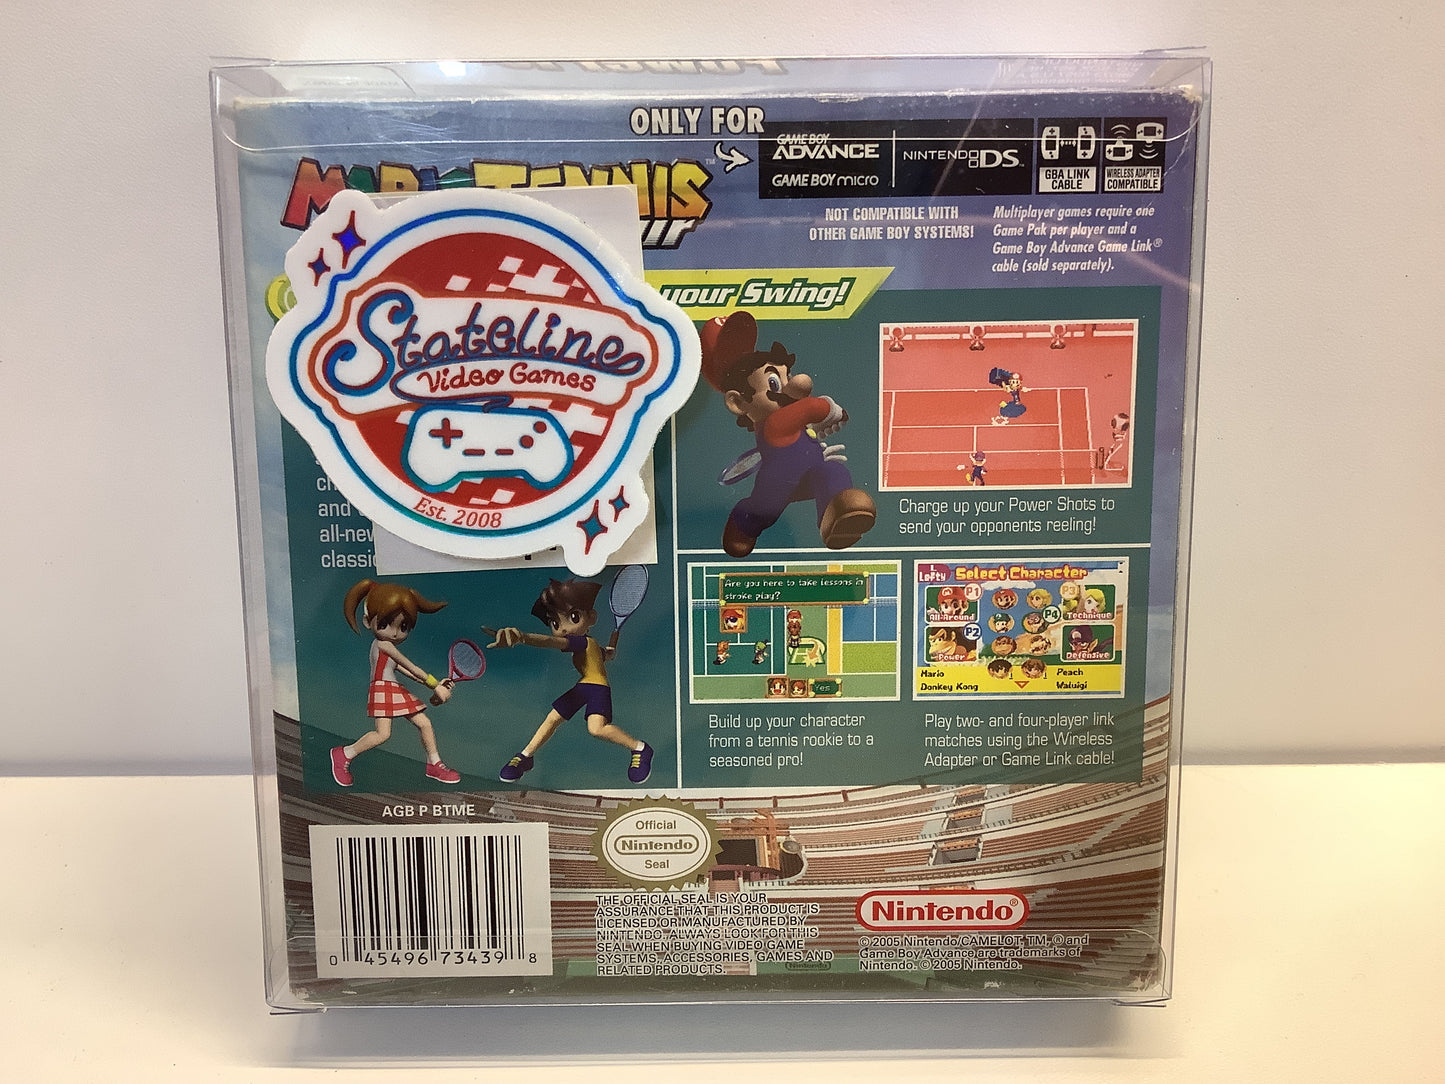 ONLY FOR
GAME BOY
ADVANCE
GAME BOY micro
NINTENDO DS™
GBA LINK
CABLE
WIRELESS ADAPTER
COMPATIBLE
TENNIS™
NOT COMPATIBLE WITH
OTHER GAME BOY SYSTEMS!
Multiplayer games require one
Game Pak per player and a
Game Boy Advance Game Link®
cable (sold separately).
your Swing!
Stateline
Video Games
Est. 2008
and
all-new
classic
Charge up your Power Shots to
send your opponents reeling!
Are you here to take lessons in
stroke play?
Yes
Lefty
Select Character
P1
P3
All-Around
Technique
P2
P4
Power
Defensive
Mario
Peach
Donkey Kong
Waluigi
Build up your character
from a tennis rookie to a
seasoned pro!
Play two- and four-player link
matches using the Wireless
Adapter or Game Link cable!
AGB P BTME
0 45496 73439 8
Official
Nintendo
Seal
THE OFFICIAL SEAL IS YOUR
ASSURANCE THAT THIS PRODUCT IS
LICENSED OR MANUFACTURED BY
NINTENDO. ALWAYS LOOK FOR THIS
SEAL WHEN BUYING VIDEO GAME
SYSTEMS, ACCESSORIES, GAMES AND
RELATED PRODUCTS.
Nintendo®
© 2005 Nintendo/CAMELOT. TM, ® and
Game Boy Advance are trademarks of
Nintendo. © 2005 Nintendo.